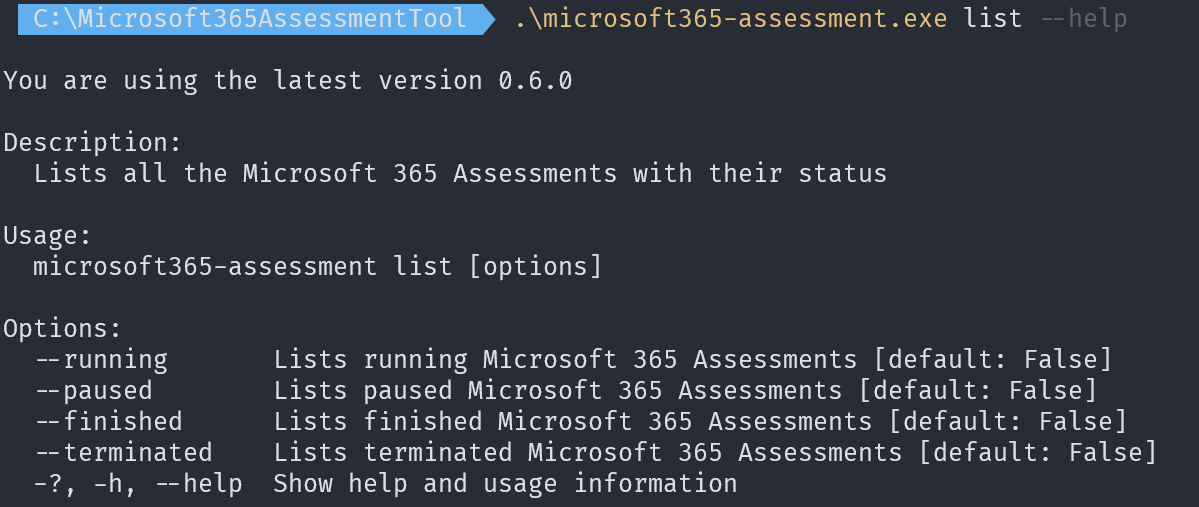 C:\Microsoft365AssessmentTool .\microsoft365-assessment.exe list --help
You are using the latest version 0.6.0
Description:
Lists all the Microsoft 365 Assessments with their status
Usage:
microsoft365-assessment list [options]
Options:
--running Lists running Microsoft 365 Assessments [default: False]
--paused Lists paused Microsoft 365 Assessments [default: False]
--finished Lists finished Microsoft 365 Assessments [default: False]
--terminated Lists terminated Microsoft 365 Assessments [default: False]
-?, -h, --help Show help and usage information